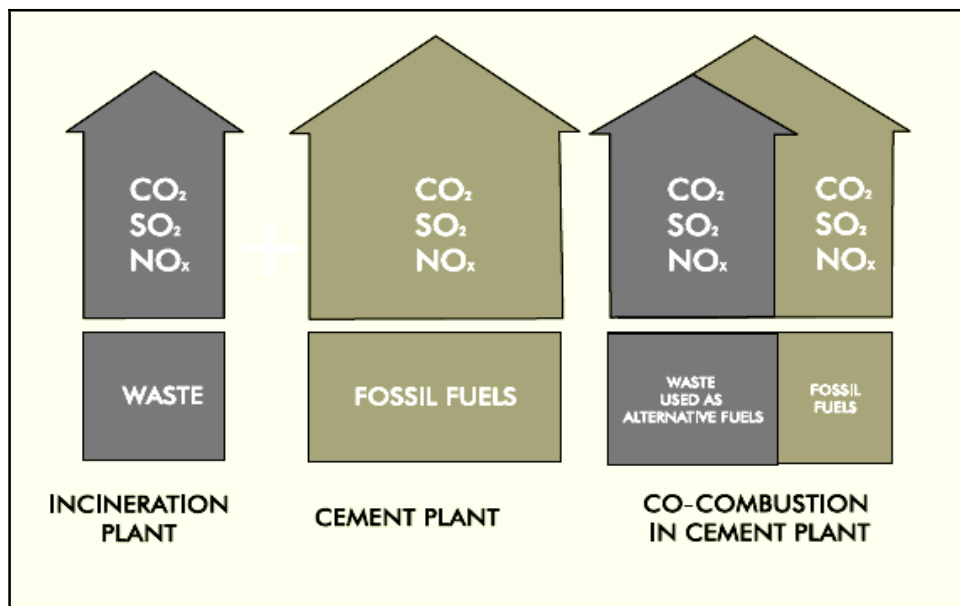 CO₂
SO₂
NOₓ
+
CO₂
SO₂
NOₓ
CO₂
SO₂
NOₓ
CO₂
SO₂
NOₓ
WASTE
FOSSIL FUELS
WASTE
USED AS
ALTERNATIVE FUELS
FOSSIL
FUELS
INCINERATION
PLANT
CEMENT PLANT
CO-COMBUSTION
IN CEMENT PLANT